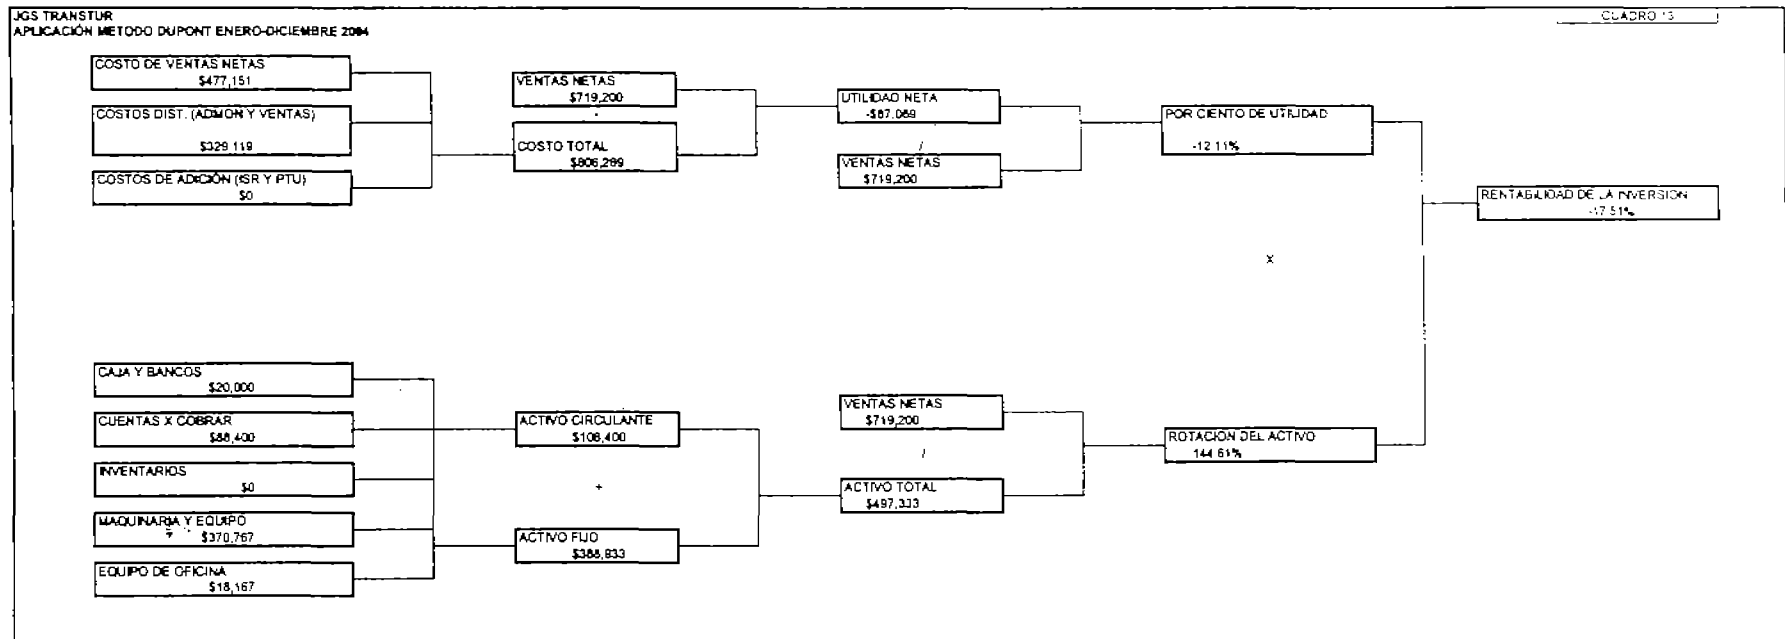 JGS TRANSTUR
CUADRO 13
APLICACIÓN METODO DUPONT ENERO-DICIEMBRE 2004
COSTO DE VENTAS NETAS
$477,151
COSTOS DIST. (ADMON Y VENTAS)
$329,119
COSTOS DE ADICIÓN (ISR Y PTU)
$0
VENTAS NETAS
$719,200
-
COSTO TOTAL
$806,269
UTILIDAD NETA
-$87,069
/
VENTAS NETAS
$719,200
POR CIENTO DE UTILIDAD
-12.11%
RENTABILIDAD DE LA INVERSION
-17.51%
X
CAJA Y BANCOS
$20,000
CUENTAS X COBRAR
$88,400
INVENTARIOS
$0
MAQUINARIA Y EQUIPO
$370,767
EQUIPO DE OFICINA
$18,167
ACTIVO CIRCULANTE
$108,400
+
ACTIVO FIJO
$388,933
VENTAS NETAS
$719,200
/
ACTIVO TOTAL
$497,333
ROTACION DEL ACTIVO
144.61%